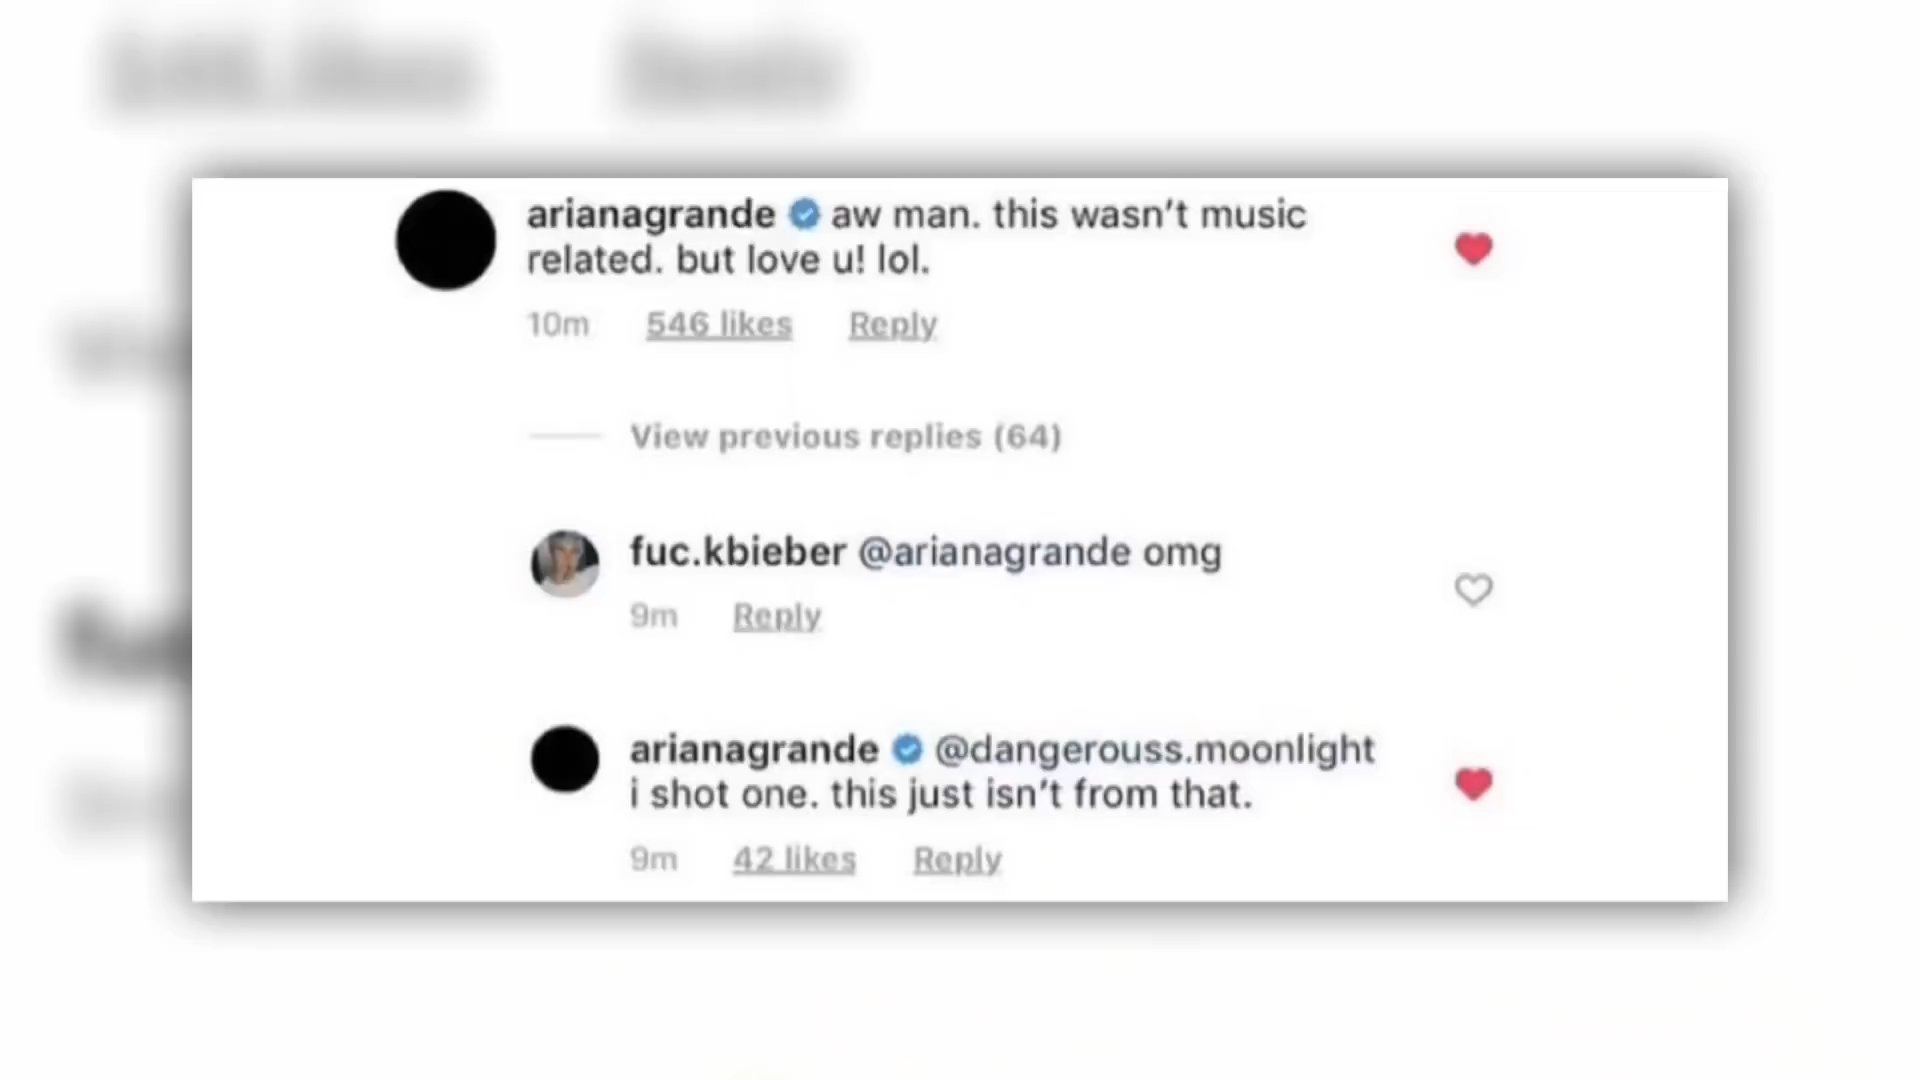 arianagrande aw man. this wasn't music
related. but love u! lol.
10m 546 likes Reply
View previous replies (64)
fuc.kbieber @arianagrande omg
9m Reply
arianagrande @dangerouss.moonlight
i shot one. this just isn't from that.
9m 42 likes Reply